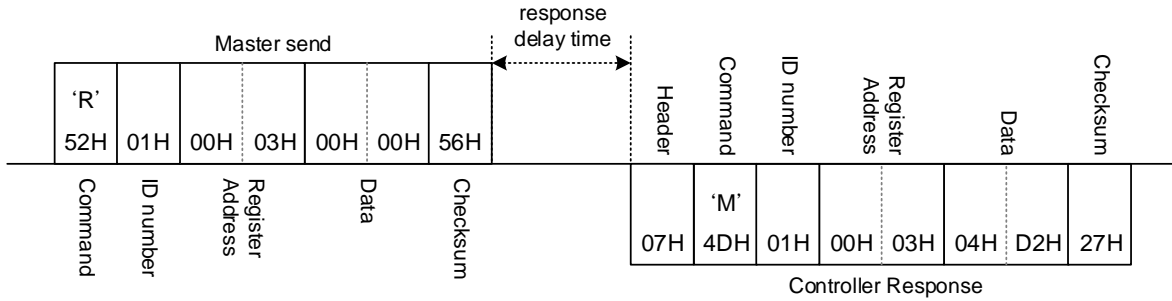 response
delay time
Master send
'R'
52H 01H 00H 03H 00H 00H 56H
Command
ID number
Register
Address
Data
Checksum
Header
Command
ID number
Register
Address
Data
Checksum
'M'
07H 4DH 01H 00H 03H 04H D2H 27H
Controller Response